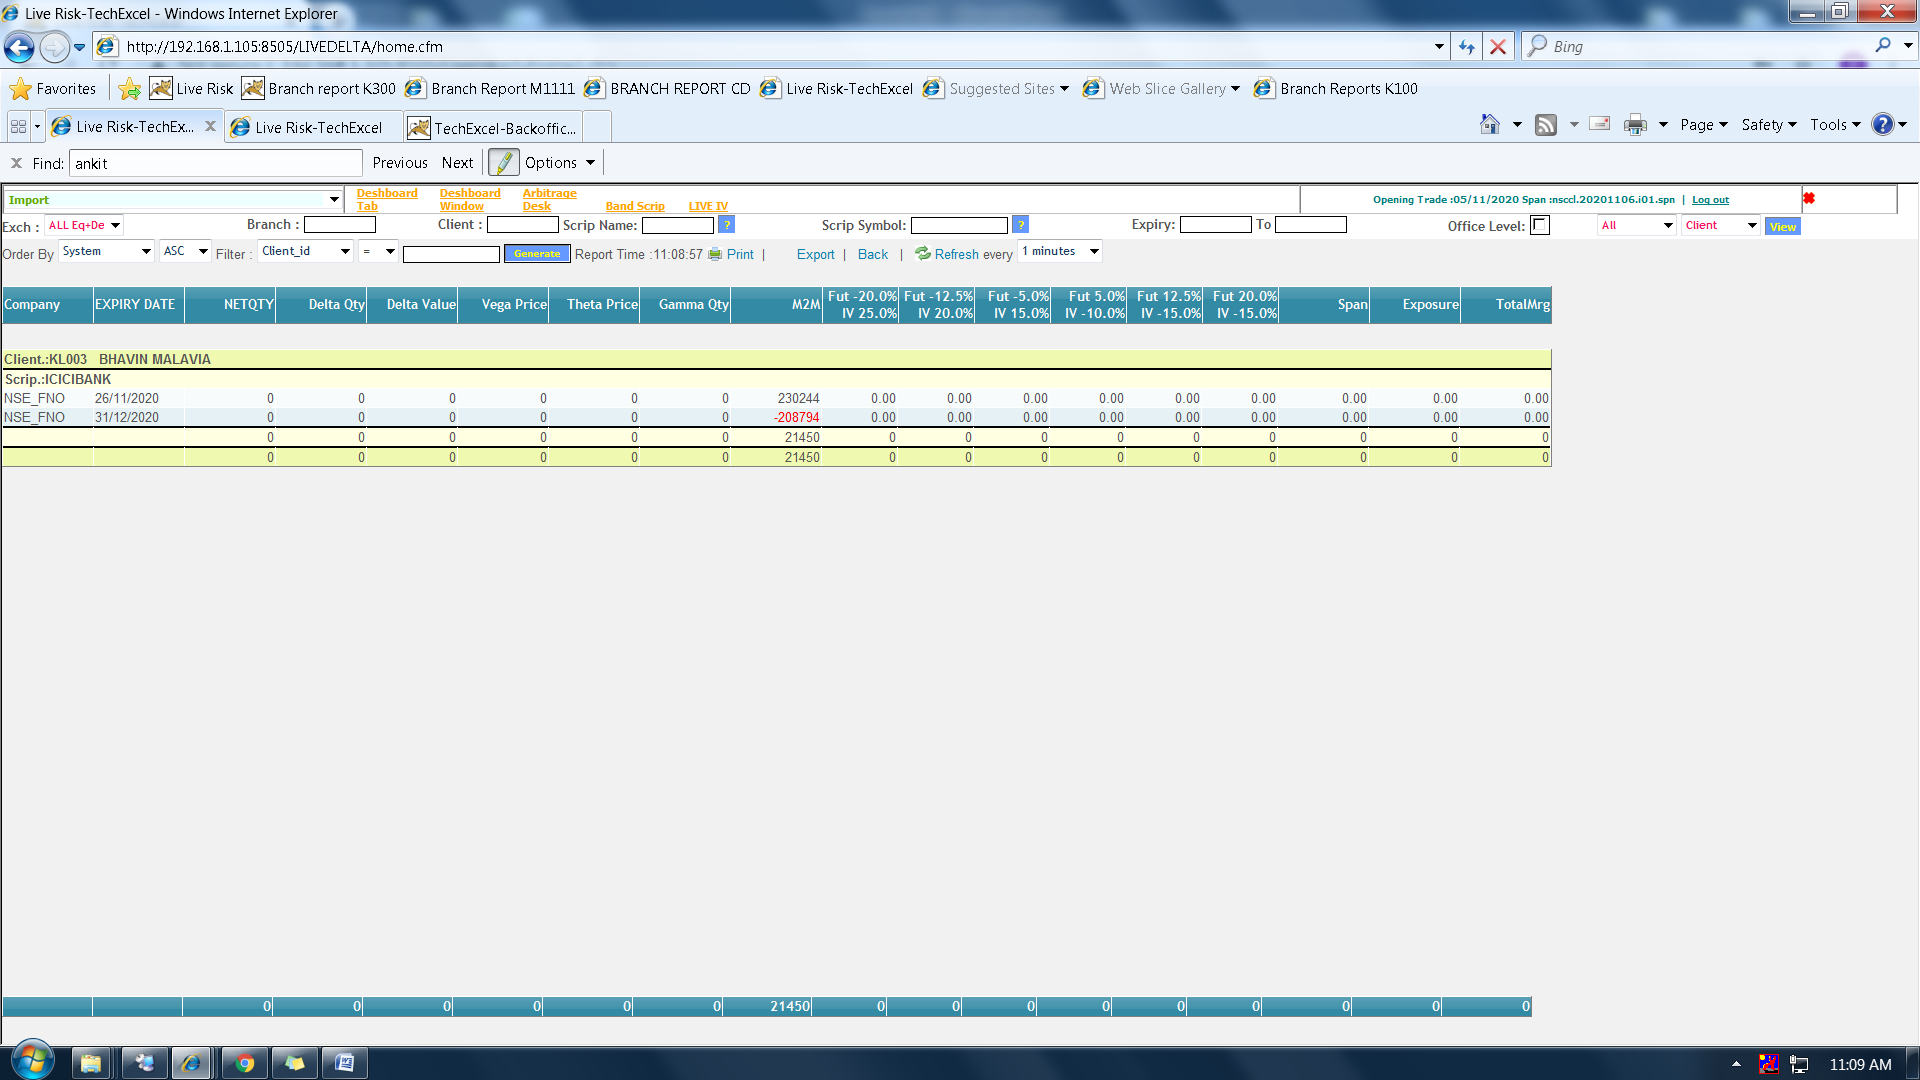 Live Risk-TechExcel - Windows Internet Explorer
http://192.168.1.105:8505/LIVEDELTA/home.cfm
Bing
Favorites Live Risk Branch report K300 Branch Report M1111 BRANCH REPORT CD Live Risk-TechExcel Suggested Sites Web Slice Gallery Branch Reports K100
Live Risk-TechEx... Live Risk-TechExcel TechExcel-Backoffic... Page Safety Tools
Find: ankit Previous Next Options
Import Deshboard Tab Deshboard Window Arbitrage Desk Band Scrip LIVE IV Opening Trade :05/11/2020 Span :nsccl.20201106.i01.spn | Log out
Exch : ALL Eq+De Branch : Client : Scrip Name: ? Scrip Symbol: ? Expiry: To Office Level: All Client View
Order By System ASC Filter : Client_id = Generate Report Time :11:08:57 Print | Export | Back | Refresh every 1 minutes
Company EXPIRY DATE NETQTY Delta Qty Delta Value Vega Price Theta Price Gamma Qty M2M Fut -20.0% IV 25.0% Fut -12.5% IV 20.0% Fut -5.0% IV 15.0% Fut 5.0% IV -10.0% Fut 12.5% IV -15.0% Fut 20.0% IV -15.0% Span Exposure TotalMrg
Client.:KL003 BHAVIN MALAVIA
Scrip.:ICICIBANK
NSE_FNO 26/11/2020 0 0 0 0 0 0 230244 0.00 0.00 0.00 0.00 0.00 0.00 0.00 0.00 0.00
NSE_FNO 31/12/2020 0 0 0 0 0 0 -208794 0.00 0.00 0.00 0.00 0.00 0.00 0.00 0.00 0.00
0 0 0 0 0 0 21450 0 0 0 0 0 0 0 0 0
0 0 0 0 0 0 21450 0 0 0 0 0 0 0 0 0
0 0 0 0 0 0 21450 0 0 0 0 0 0 0 0 0
11:09 AM